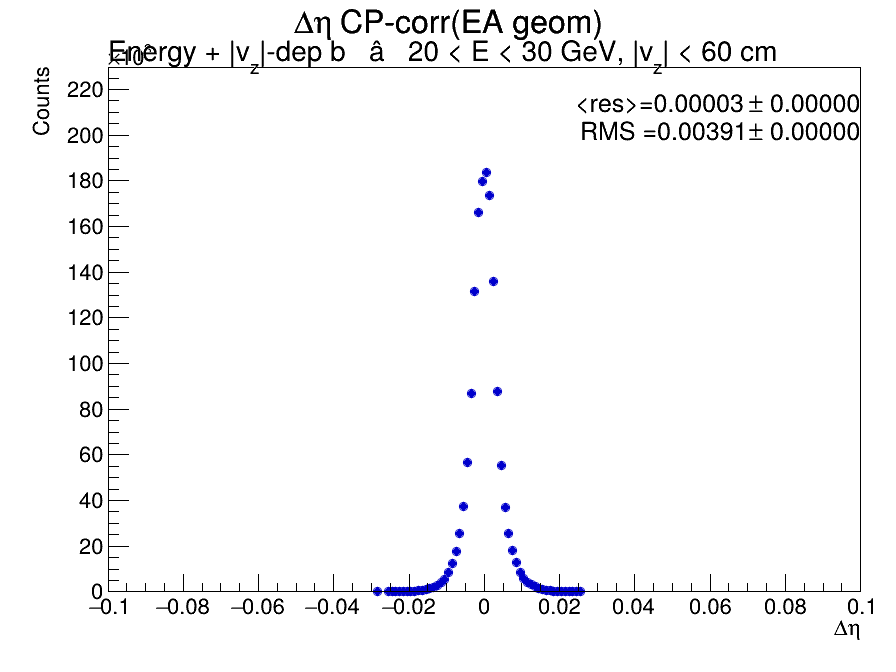 Δη CP-corr(EA geom)
Energy + |v_z|-dep b â 20 < E < 30 GeV, |v_z| < 60 cm
Counts
<res>=0.00003± 0.00000
RMS =0.00391± 0.00000
220
200
180
160
140
120
100
80
60
40
20
0
−0.1 −0.08 −0.06 −0.04 −0.02 0 0.02 0.04 0.06 0.08 0.1
Δη